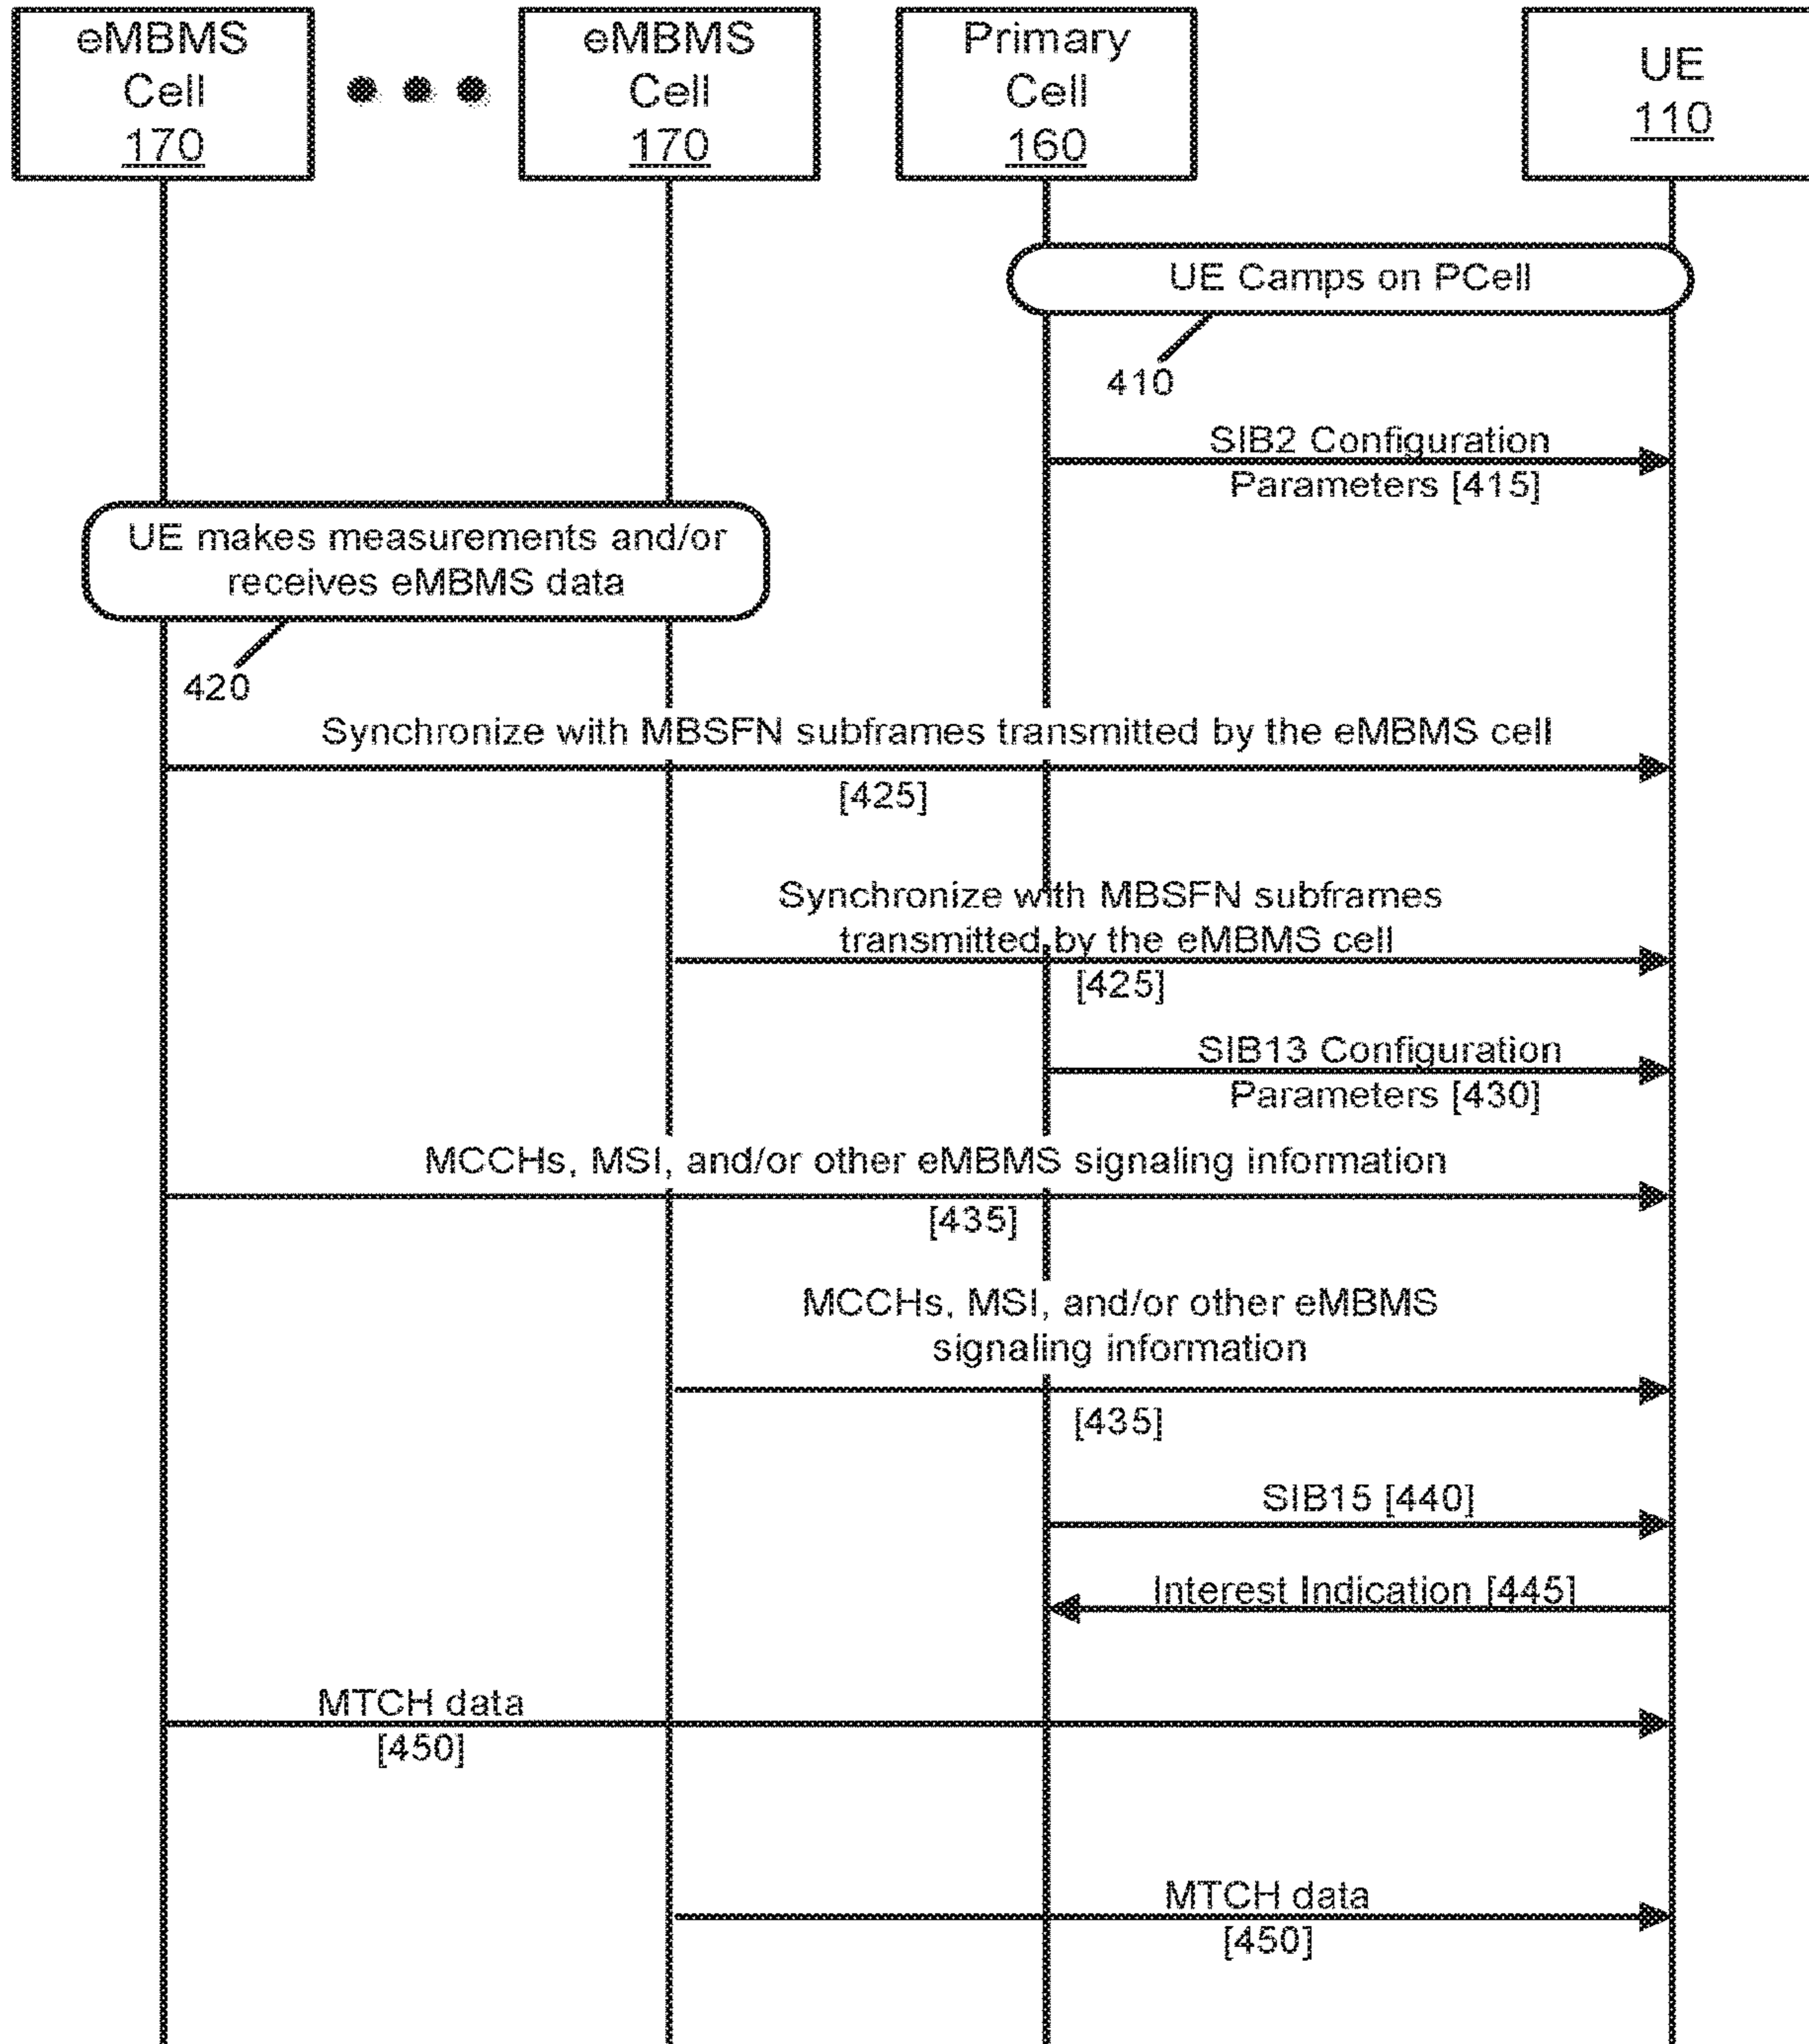 eMBMS
Cell
170
eMBMS
Cell
170
Primary
Cell
160
UE
110
UE Camps on PCell
410
SIB2 Configuration
Parameters [415]
UE makes measurements and/or
receives eMBMS data
420
Synchronize with MBSFN subframes transmitted by the eMBMS cell
[425]
Synchronize with MBSFN subframes
transmitted by the eMBMS cell
[425]
SIB13 Configuration
Parameters [430]
MCCHs, MSI, and/or other eMBMS signaling information
[435]
MCCHs, MSI, and/or other eMBMS
signaling information
[435]
SIB15 [440]
Interest Indication [445]
MTCH data
[450]
MTCH data
[450]